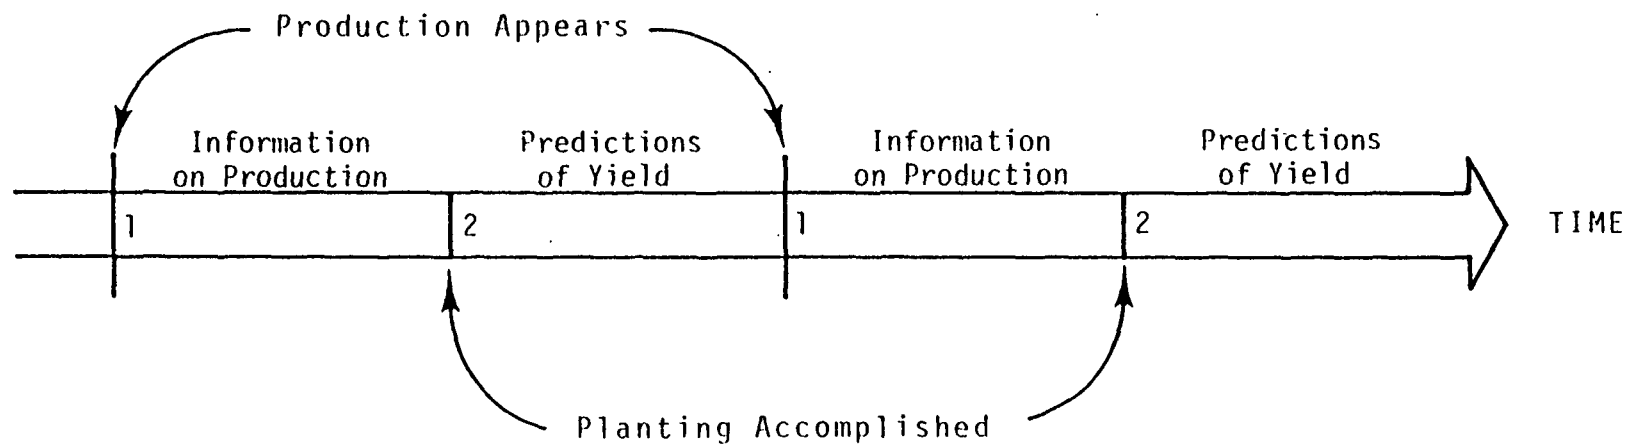 Production Appears
Information
on Production
Predictions
of Yield
Information
on Production
Predictions
of Yield
1
2
1
2
TIME
Planting Accomplished